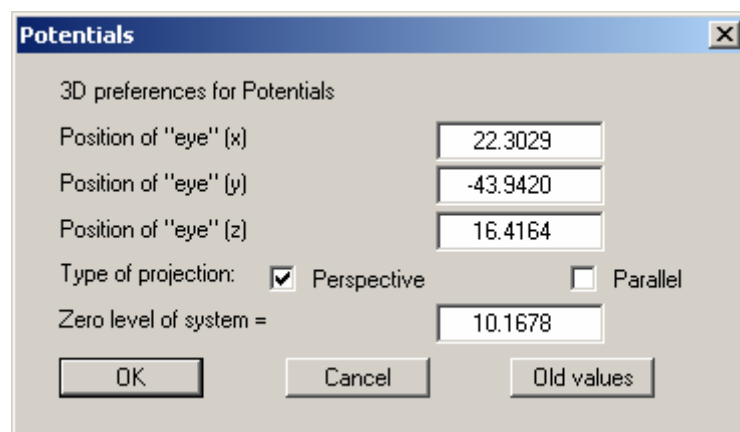 Potentials
3D preferences for Potentials
Position of "eye" (x) 22.3029
Position of "eye" (y) -43.9420
Position of "eye" (z) 16.4164
Type of projection: Perspective Parallel
Zero level of system = 10.1678
OK Cancel Old values